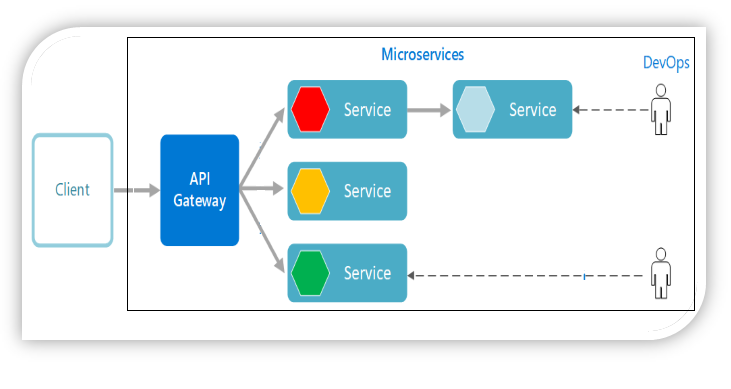 Microservices
DevOps
Service
Service
Client
API
Gateway
Service
Service